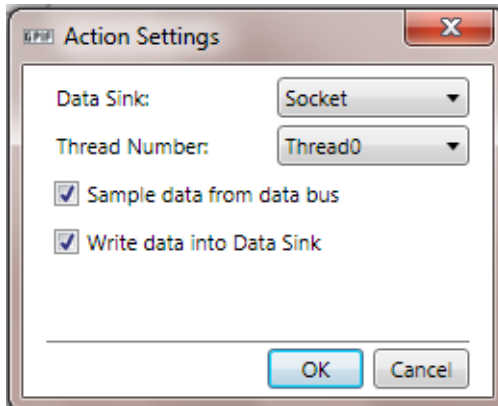 GPIF Action Settings
X
Data Sink: Socket
Thread Number: Thread0
Sample data from data bus
Write data into Data Sink
OK Cancel